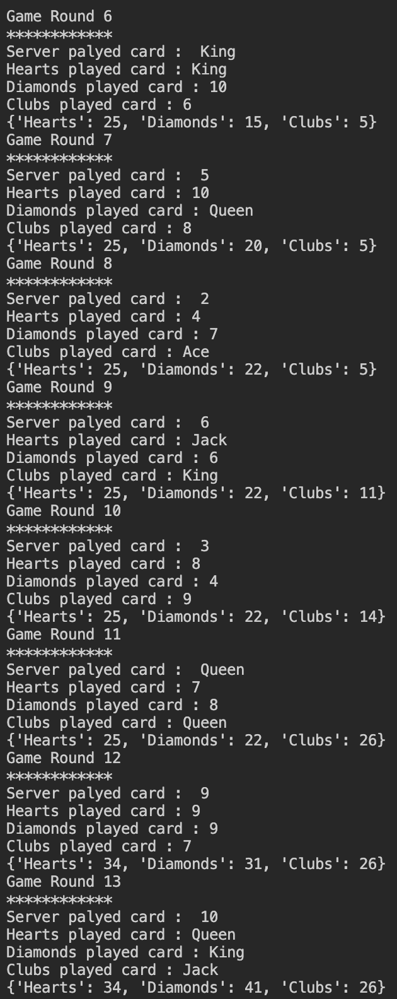 Game Round 6
************
Server palyed card :  King
Hearts played card : King
Diamonds played card : 10
Clubs played card : 6
{'Hearts': 25, 'Diamonds': 15, 'Clubs': 5}
Game Round 7
************
Server palyed card :  5
Hearts played card : 10
Diamonds played card : Queen
Clubs played card : 8
{'Hearts': 25, 'Diamonds': 20, 'Clubs': 5}
Game Round 8
************
Server palyed card :  2
Hearts played card : 4
Diamonds played card : 7
Clubs played card : Ace
{'Hearts': 25, 'Diamonds': 22, 'Clubs': 5}
Game Round 9
************
Server palyed card :  6
Hearts played card : Jack
Diamonds played card : 6
Clubs played card : King
{'Hearts': 25, 'Diamonds': 22, 'Clubs': 11}
Game Round 10
************
Server palyed card :  3
Hearts played card : 8
Diamonds played card : 4
Clubs played card : 9
{'Hearts': 25, 'Diamonds': 22, 'Clubs': 14}
Game Round 11
************
Server palyed card :  Queen
Hearts played card : 7
Diamonds played card : 8
Clubs played card : Queen
{'Hearts': 25, 'Diamonds': 22, 'Clubs': 26}
Game Round 12
************
Server palyed card :  9
Hearts played card : 9
Diamonds played card : 9
Clubs played card : 7
{'Hearts': 34, 'Diamonds': 31, 'Clubs': 26}
Game Round 13
************
Server palyed card :  10
Hearts played card : Queen
Diamonds played card : King
Clubs played card : Jack
{'Hearts': 34, 'Diamonds': 41, 'Clubs': 26}